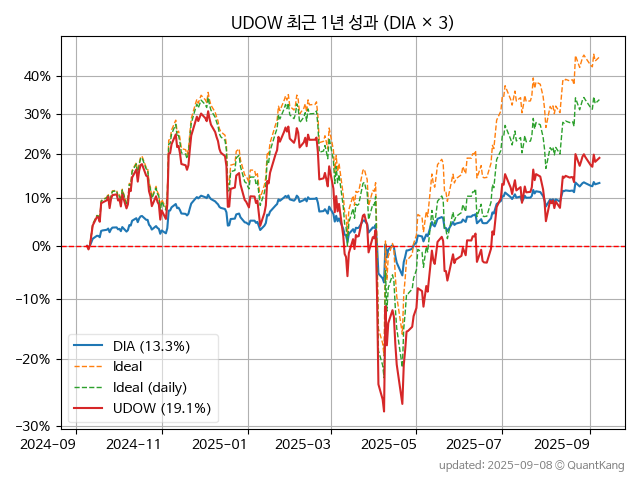 UDOW 최근 1년 성과 (DIA × 3)
40%
30%
20%
10%
0%
−10%
−20%
−30%
DIA (13.3%)
Ideal
Ideal (daily)
UDOW (19.1%)
2024-09
2024-11
2025-01
2025-03
2025-05
2025-07
2025-09
updated: 2025-09-08 © QuantKang